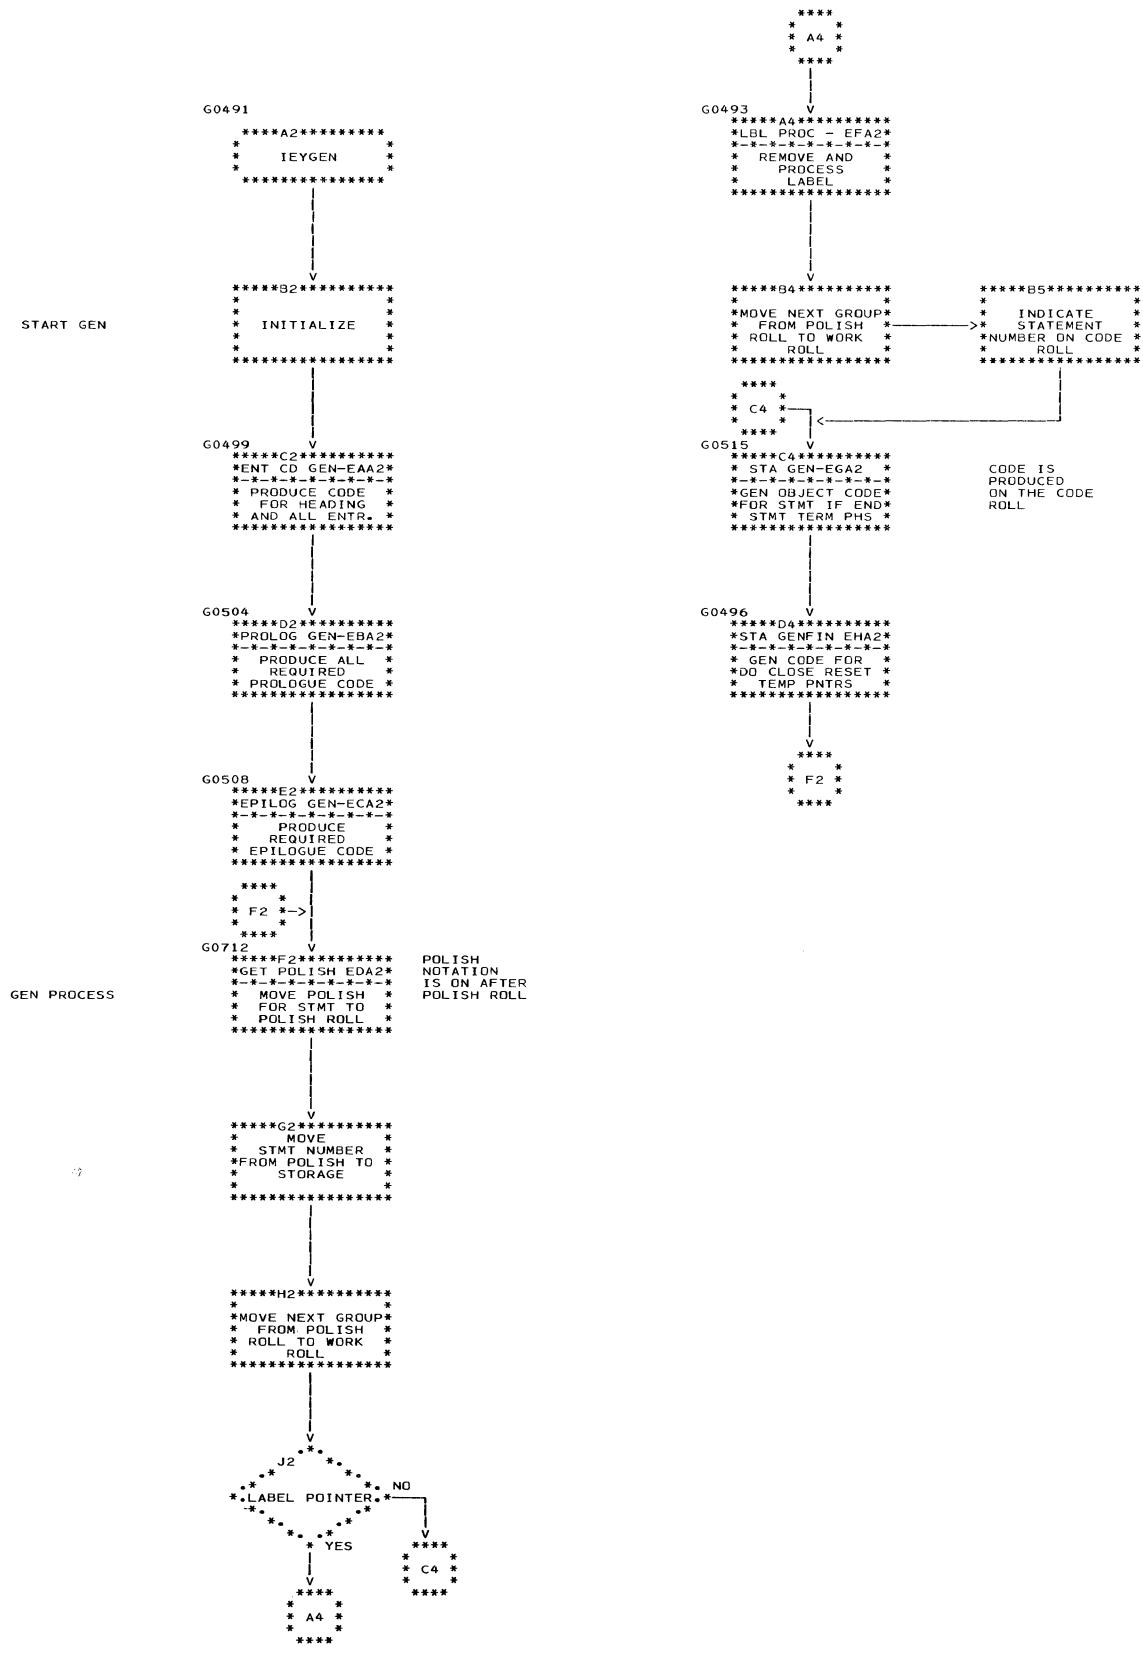 G0491
A2
IEYGEN
START GEN
B2
INITIALIZE
G0499
C2
ENT CD GEN-EAA2
PRODUCE CODE
FOR HEADING
AND ALL ENTR.
G0504
D2
PROLOG GEN-EBA2
PRODUCE ALL
REQUIRED
PROLOGUE CODE
G0508
E2
EPILOG GEN-ECA2
PRODUCE
REQUIRED
EPILOGUE CODE
F2
G0712
F2
GET POLISH EDA2
MOVE POLISH
FOR STMT TO
POLISH ROLL
POLISH
NOTATION
IS ON AFTER
POLISH ROLL
GEN PROCESS
G2
MOVE
STMT NUMBER
FROM POLISH TO
STORAGE
H2
MOVE NEXT GROUP
FROM POLISH
ROLL TO WORK
ROLL
J2
LABEL POINTER
NO
C4
YES
A4
A4
G0493
A4
LBL PROC - EFA2
REMOVE AND
PROCESS
LABEL
B4
MOVE NEXT GROUP
FROM POLISH
ROLL TO WORK
ROLL
B5
INDICATE
STATEMENT
NUMBER ON CODE
ROLL
C4
G0515
C4
STA GEN-EGA2
GEN OBJECT CODE
FOR STMT IF END
STMT TERM PHS
CODE IS
PRODUCED
ON THE CODE
ROLL
G0496
D4
STA GENFIN EHA2
GEN CODE FOR
DO CLOSE RESET
TEMP PNTRS
F2